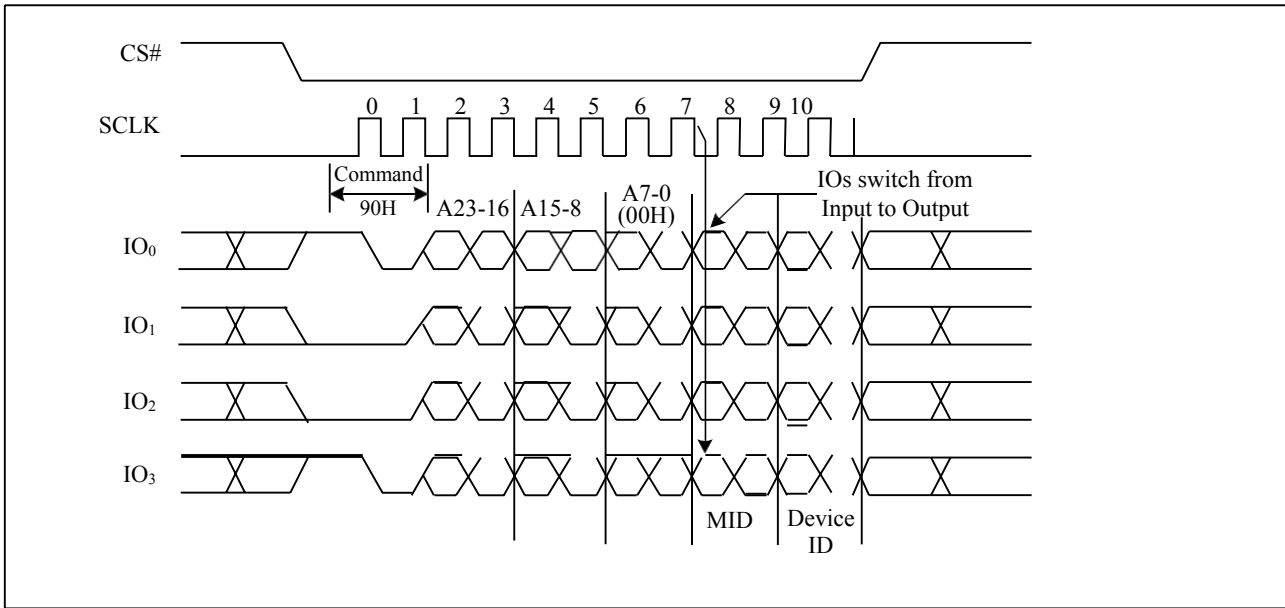 CS#
0 1 2 3 4 5 6 7 8 9 10
SCLK
Command
90H
A23-16
A15-8
A7-0
(00H)
IOs switch from
Input to Output
IO₀
IO₁
IO₂
IO₃
MID
Device
ID